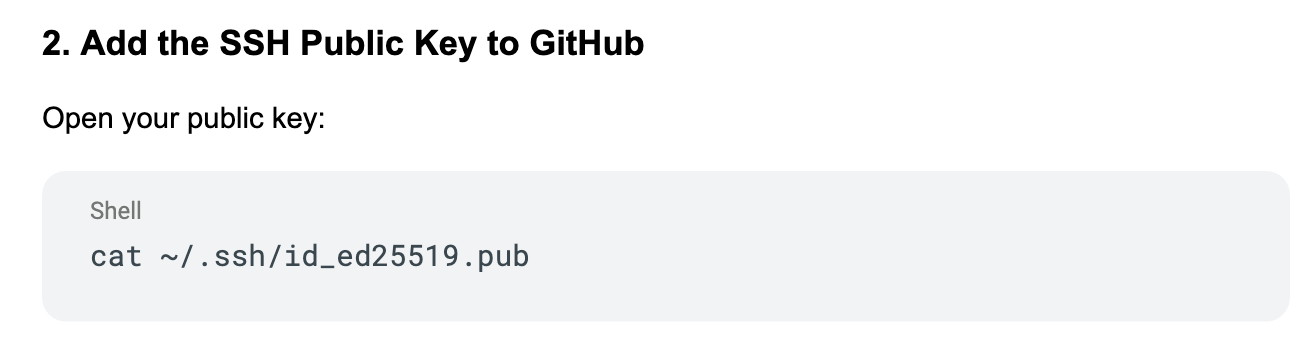 2. Add the SSH Public Key to GitHub
Open your public key:
Shell
cat ~/.ssh/id_ed25519.pub